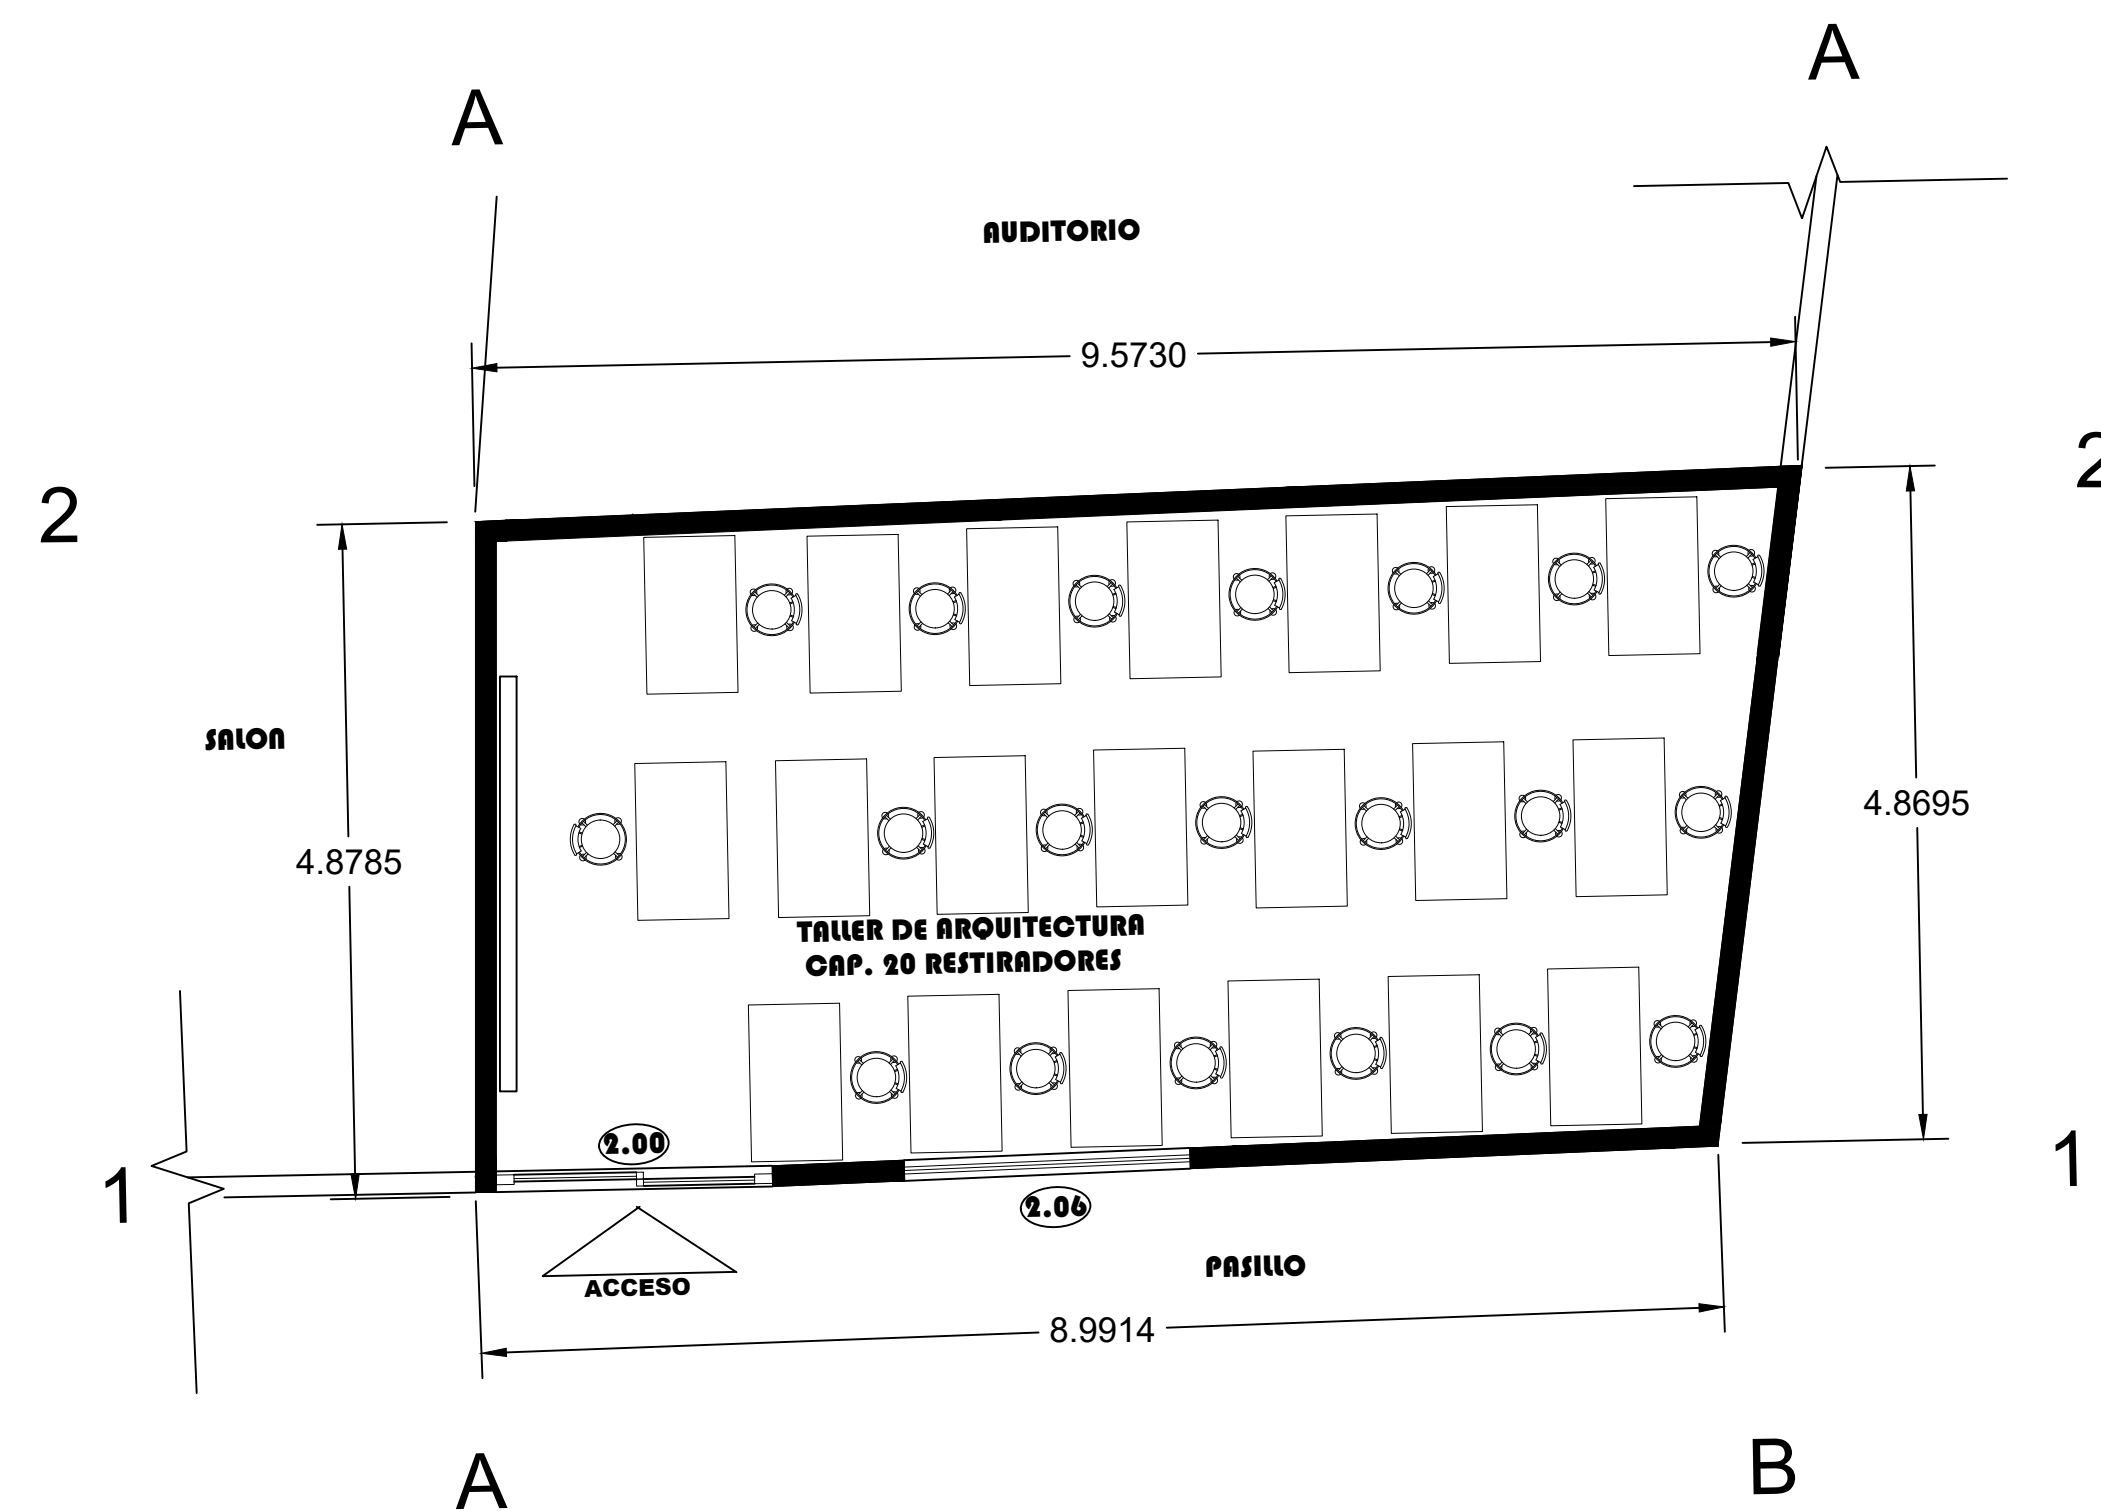 A
A
AUDITORIO
9.5730
2
2
SALON
4.8785
4.8695
TALLER DE ARQUITECTURA
CAP. 20 RESTIRADORES
2.00
1
1
2.06
ACCESO
PASILLO
8.9914
A
B